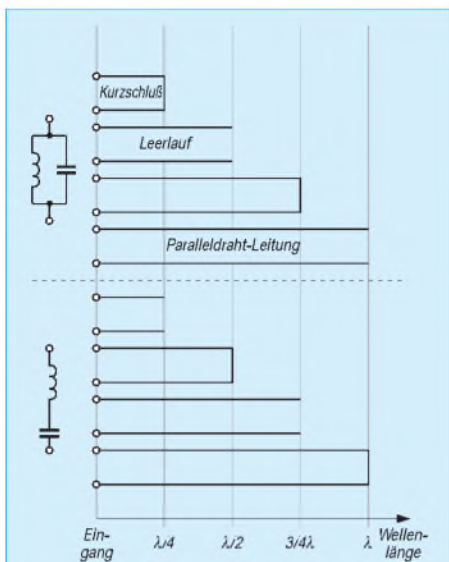 Kurzschluß
Leerlauf
Paralleldraht-Leitung
Ein-
gang
λ/4
λ/2
3/4λ
λ
Wellen-
länge